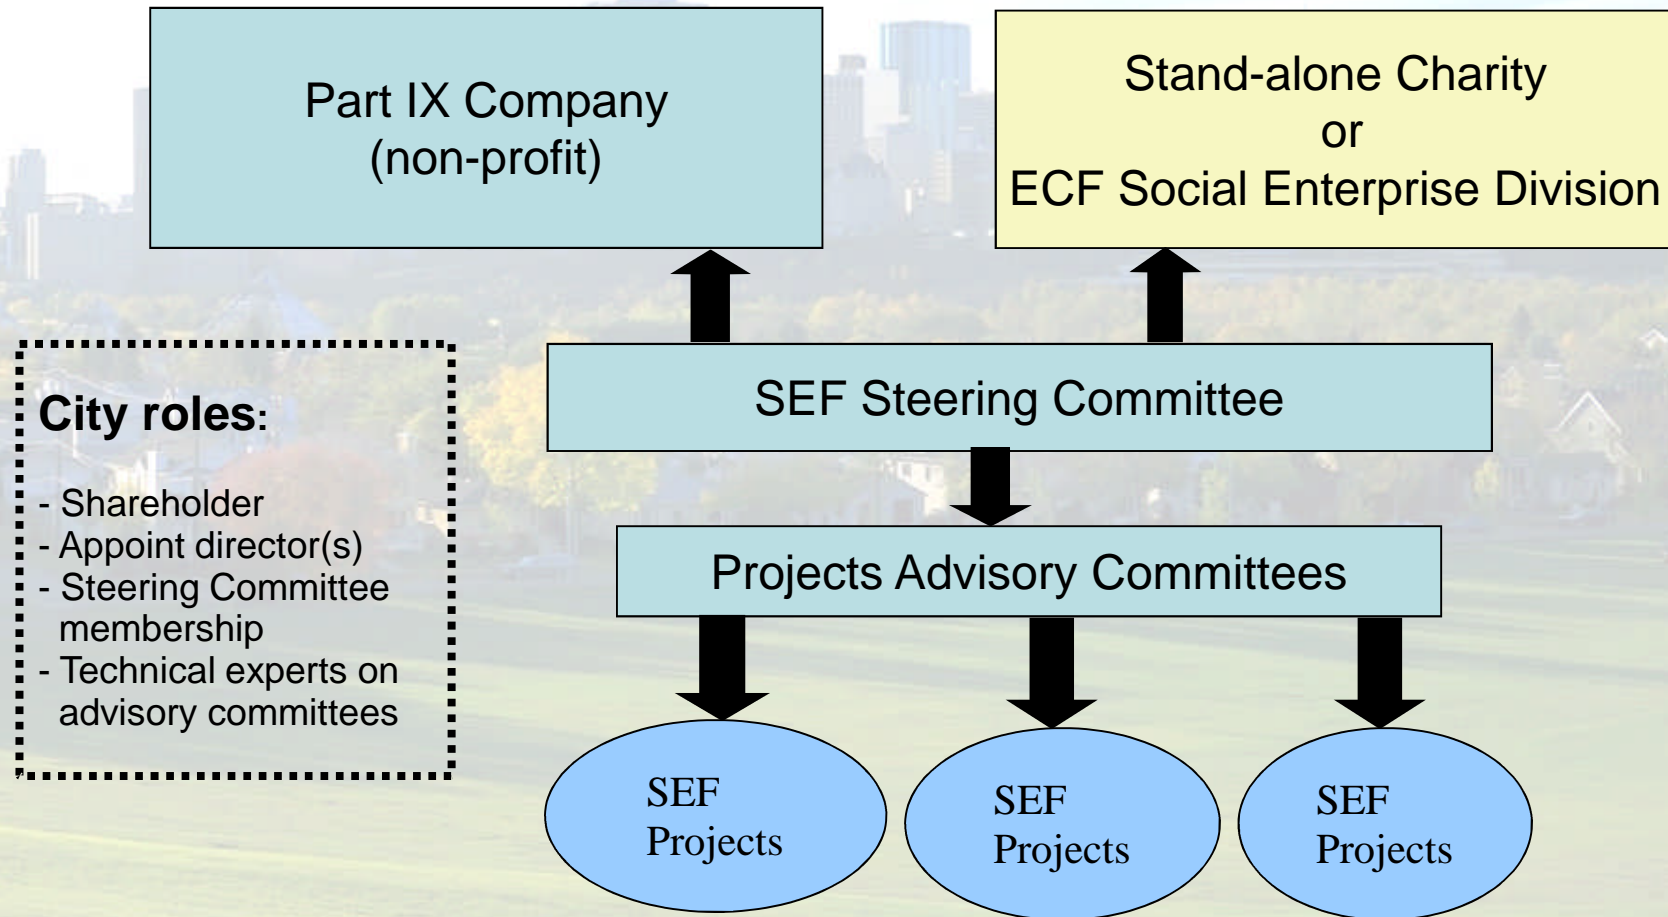 Part IX Company
(non-profit)
Stand-alone Charity
or
ECF Social Enterprise Division
SEF Steering Committee
City roles:
- Shareholder
- Appoint director(s)
- Steering Committee
membership
- Technical experts on
advisory committees
Projects Advisory Committees
SEF
Projects
SEF
Projects
SEF
Projects